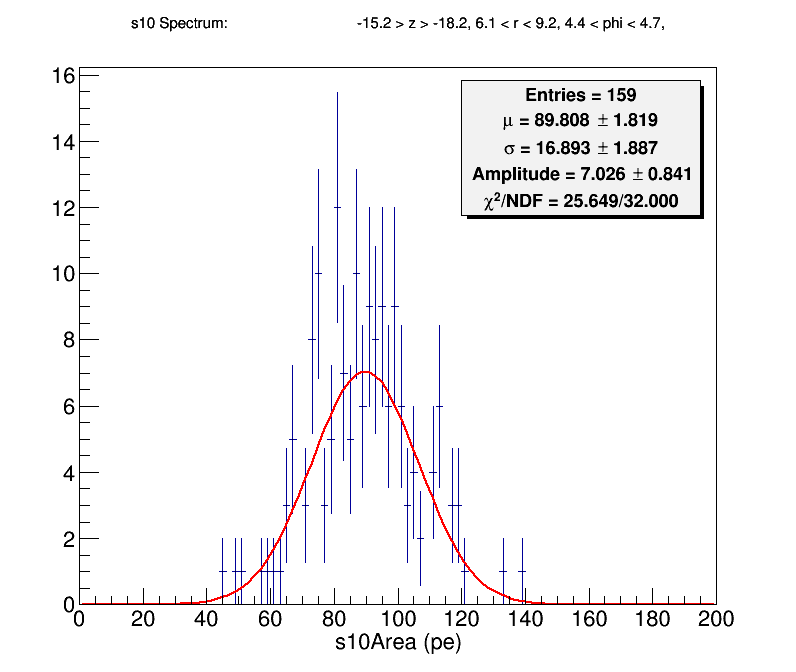 s10 Spectrum: -15.2 > z > -18.2, 6.1 < r < 9.2, 4.4 < phi < 4.7,
Entries = 159
μ = 89.808 ± 1.819
σ = 16.893 ± 1.887
Amplitude = 7.026 ± 0.841
χ²/NDF = 25.649/32.000
16
14
12
10
8
6
4
2
0
0 20 40 60 80 100 120 140 160 180 200
s10Area (pe)